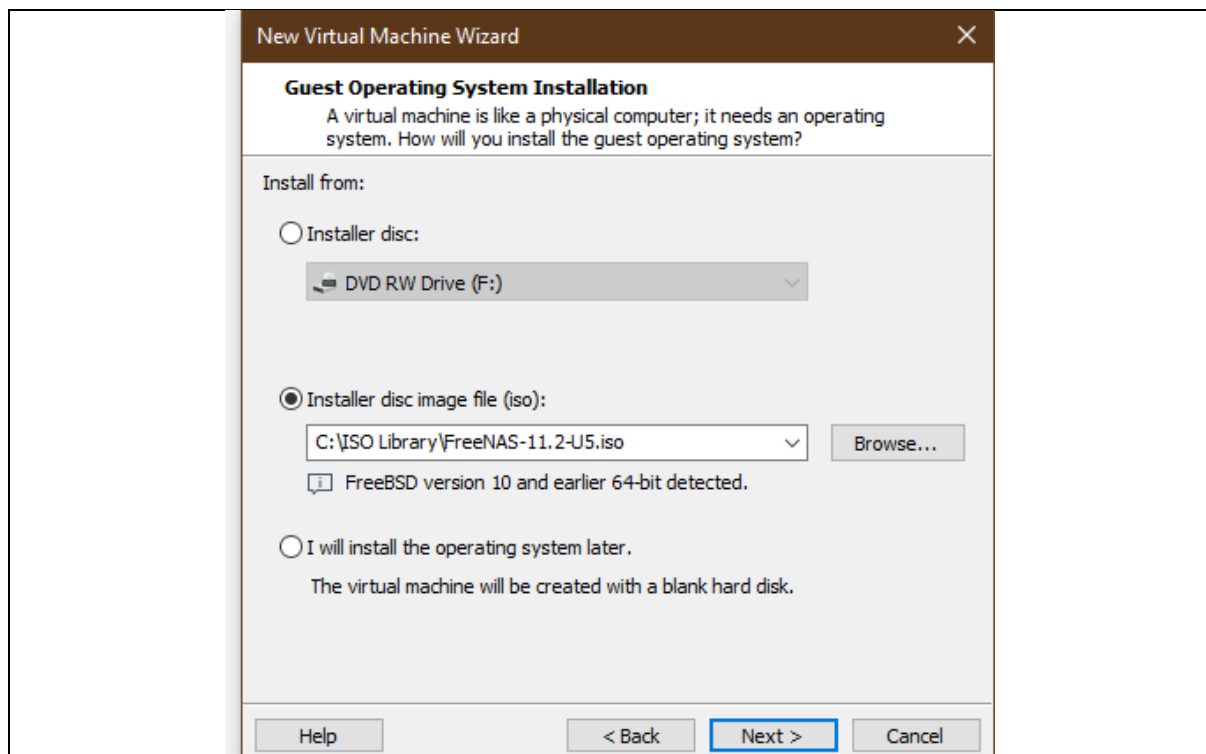 New Virtual Machine Wizard
Guest Operating System Installation
A virtual machine is like a physical computer; it needs an operating
system. How will you install the guest operating system?
Install from:
Installer disc:
DVD RW Drive (F:)
Installer disc image file (iso):
C:\ISO Library\FreeNAS-11.2-U5.iso
Browse...
FreeBSD version 10 and earlier 64-bit detected.
I will install the operating system later.
The virtual machine will be created with a blank hard disk.
Help
< Back
Next >
Cancel